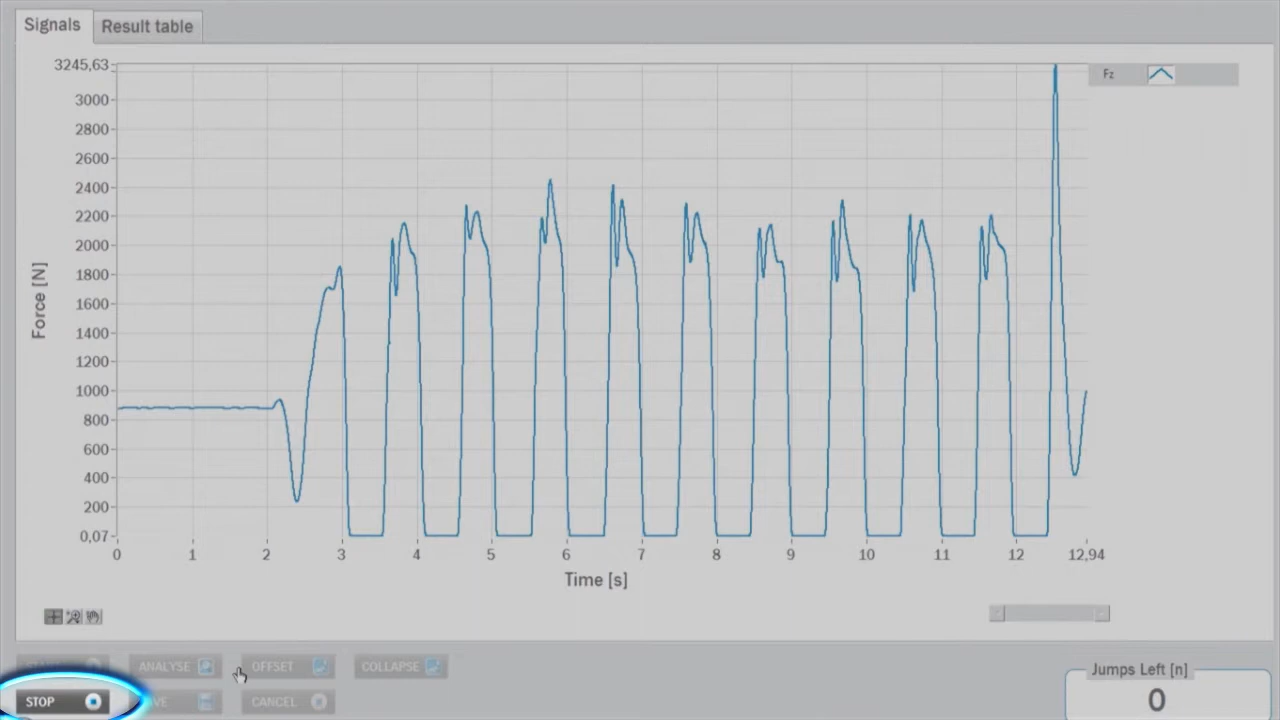 Signals
Result table
3245,63
3000
2800
2600
2400
2200
2000
1800
1600
1400
1200
1000
800
600
400
200
0,07
Force [N]
Fz
0 1 2 3 4 5 6 7 8 9 10 11 12 12,94
Time [s]
ANALYSE OFFSET COLLAPSE
STOP CANCEL
Jumps Left [n]
0